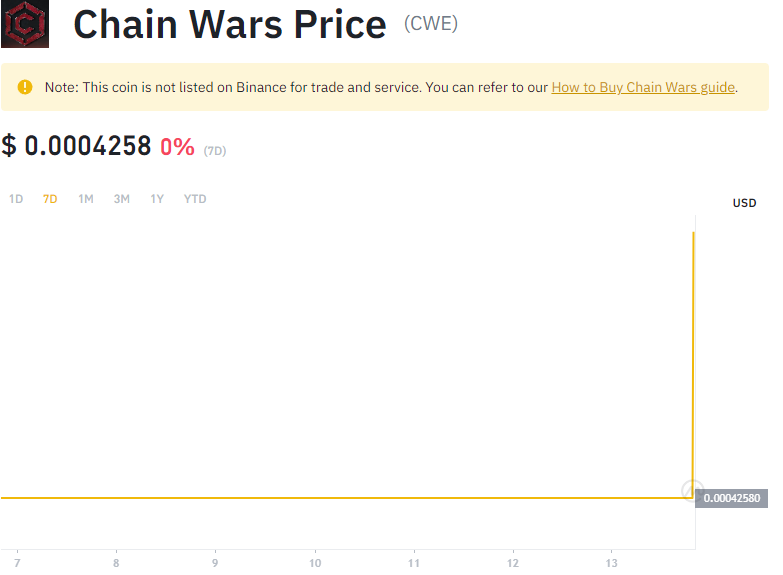 Chain Wars Price (CWE)
Note: This coin is not listed on Binance for trade and service. You can refer to our How to Buy Chain Wars guide.
$ 0.0004258 0% (7D)
1D 7D 1M 3M 1Y YTD
USD
0.00042580
7 8 9 10 11 12 13